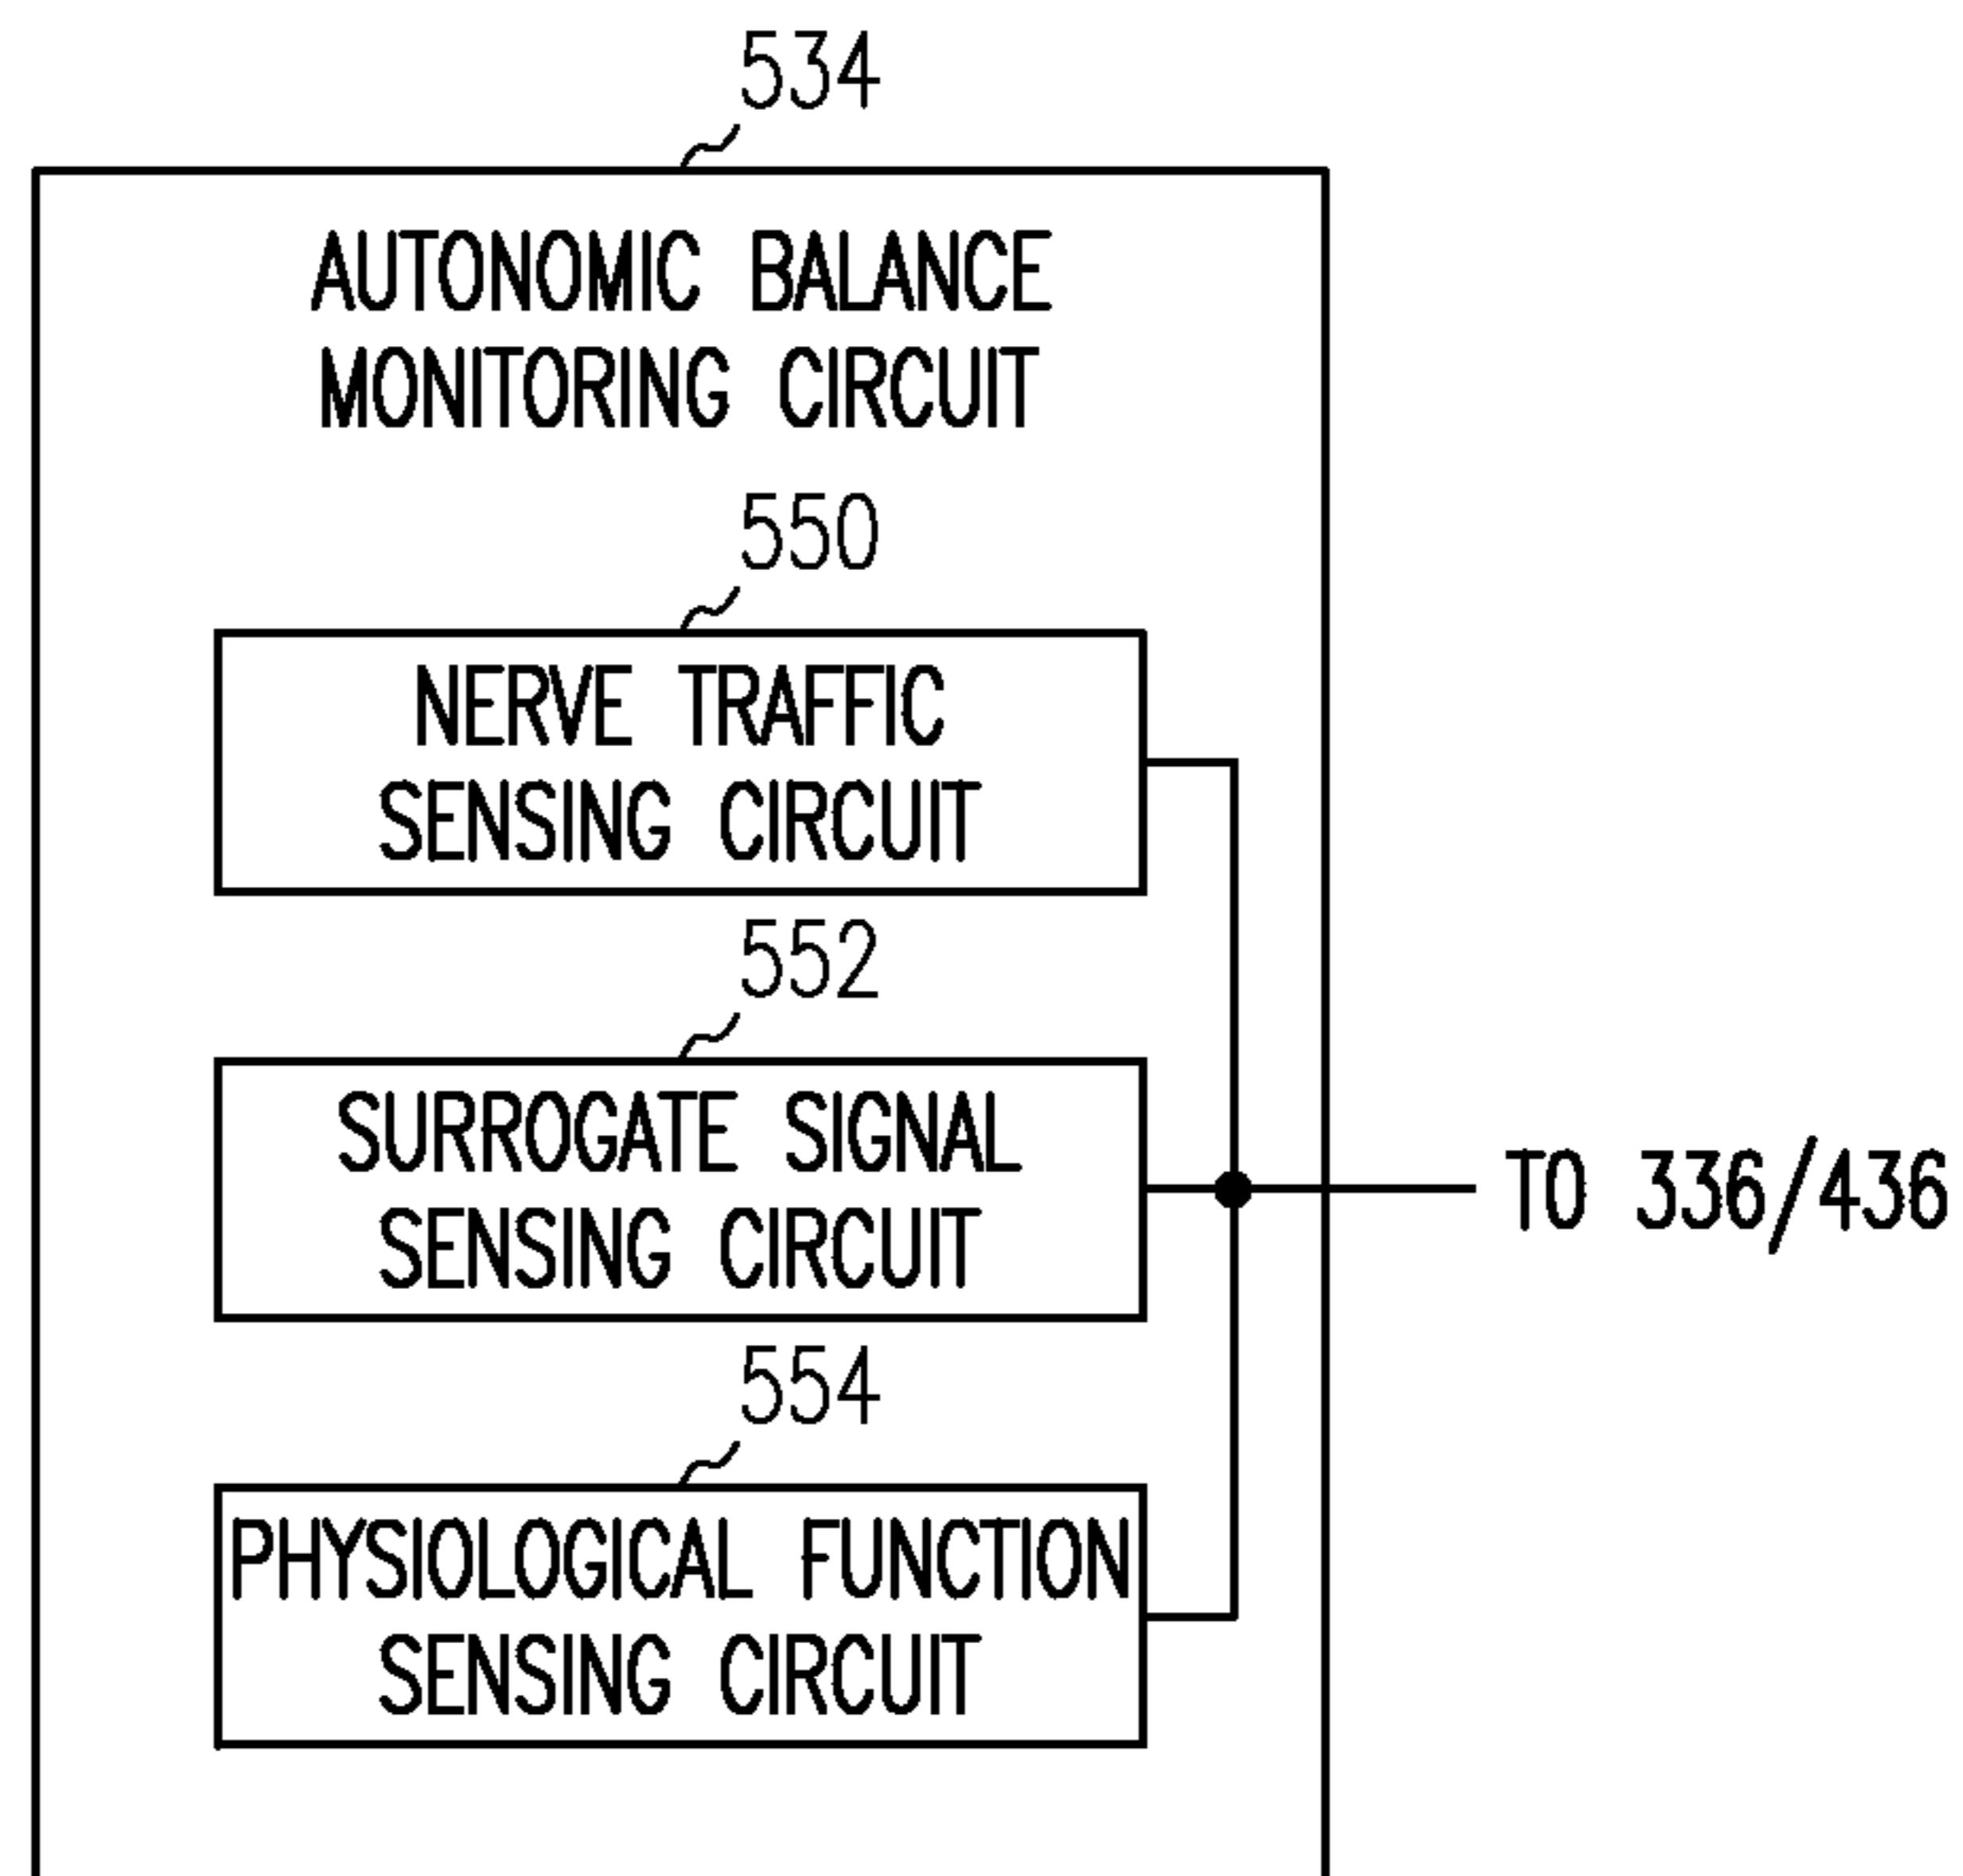 534
AUTONOMIC BALANCE
MONITORING CIRCUIT
550
NERVE TRAFFIC
SENSING CIRCUIT
552
SURROGATE SIGNAL
SENSING CIRCUIT
TO 336/436
554
PHYSIOLOGICAL FUNCTION
SENSING CIRCUIT